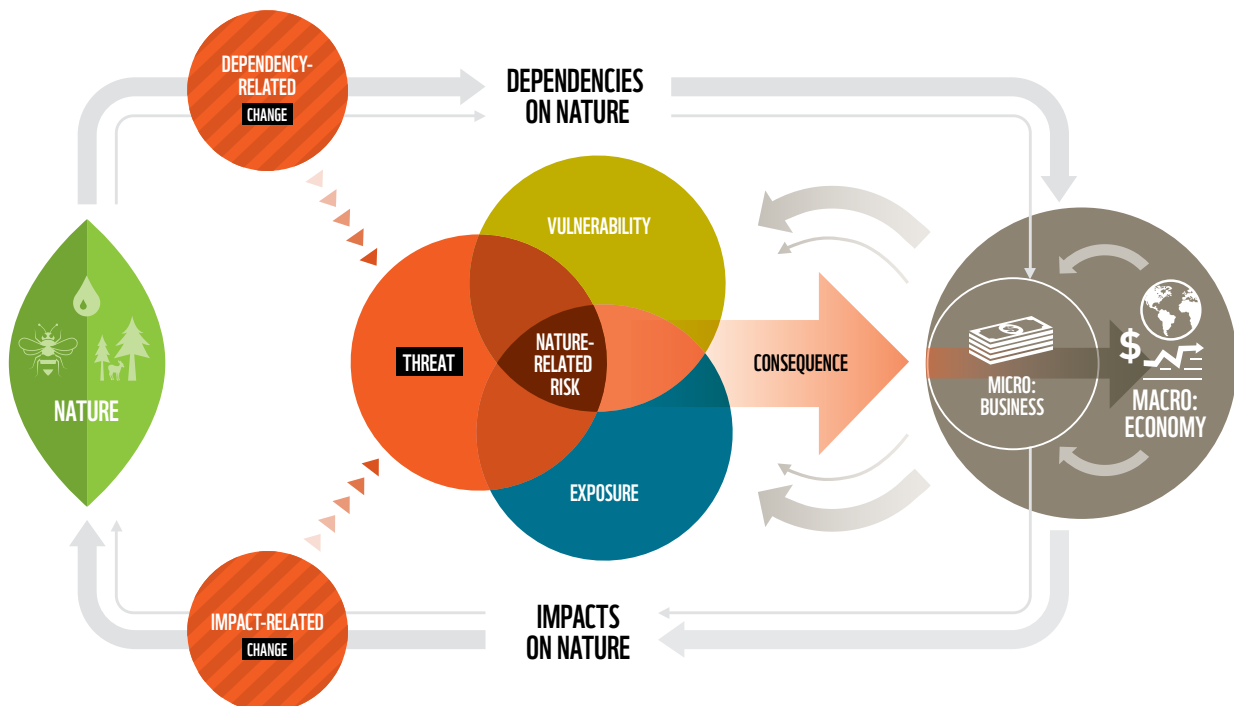 DEPENDENCY-
RELATED
CHANGE
DEPENDENCIES
ON NATURE
VULNERABILITY
NATURE
THREAT
NATURE-
RELATED
RISK
CONSEQUENCE
$
MICRO:
BUSINESS
MACRO:
ECONOMY
EXPOSURE
IMPACT-RELATED
CHANGE
IMPACTS
ON NATURE